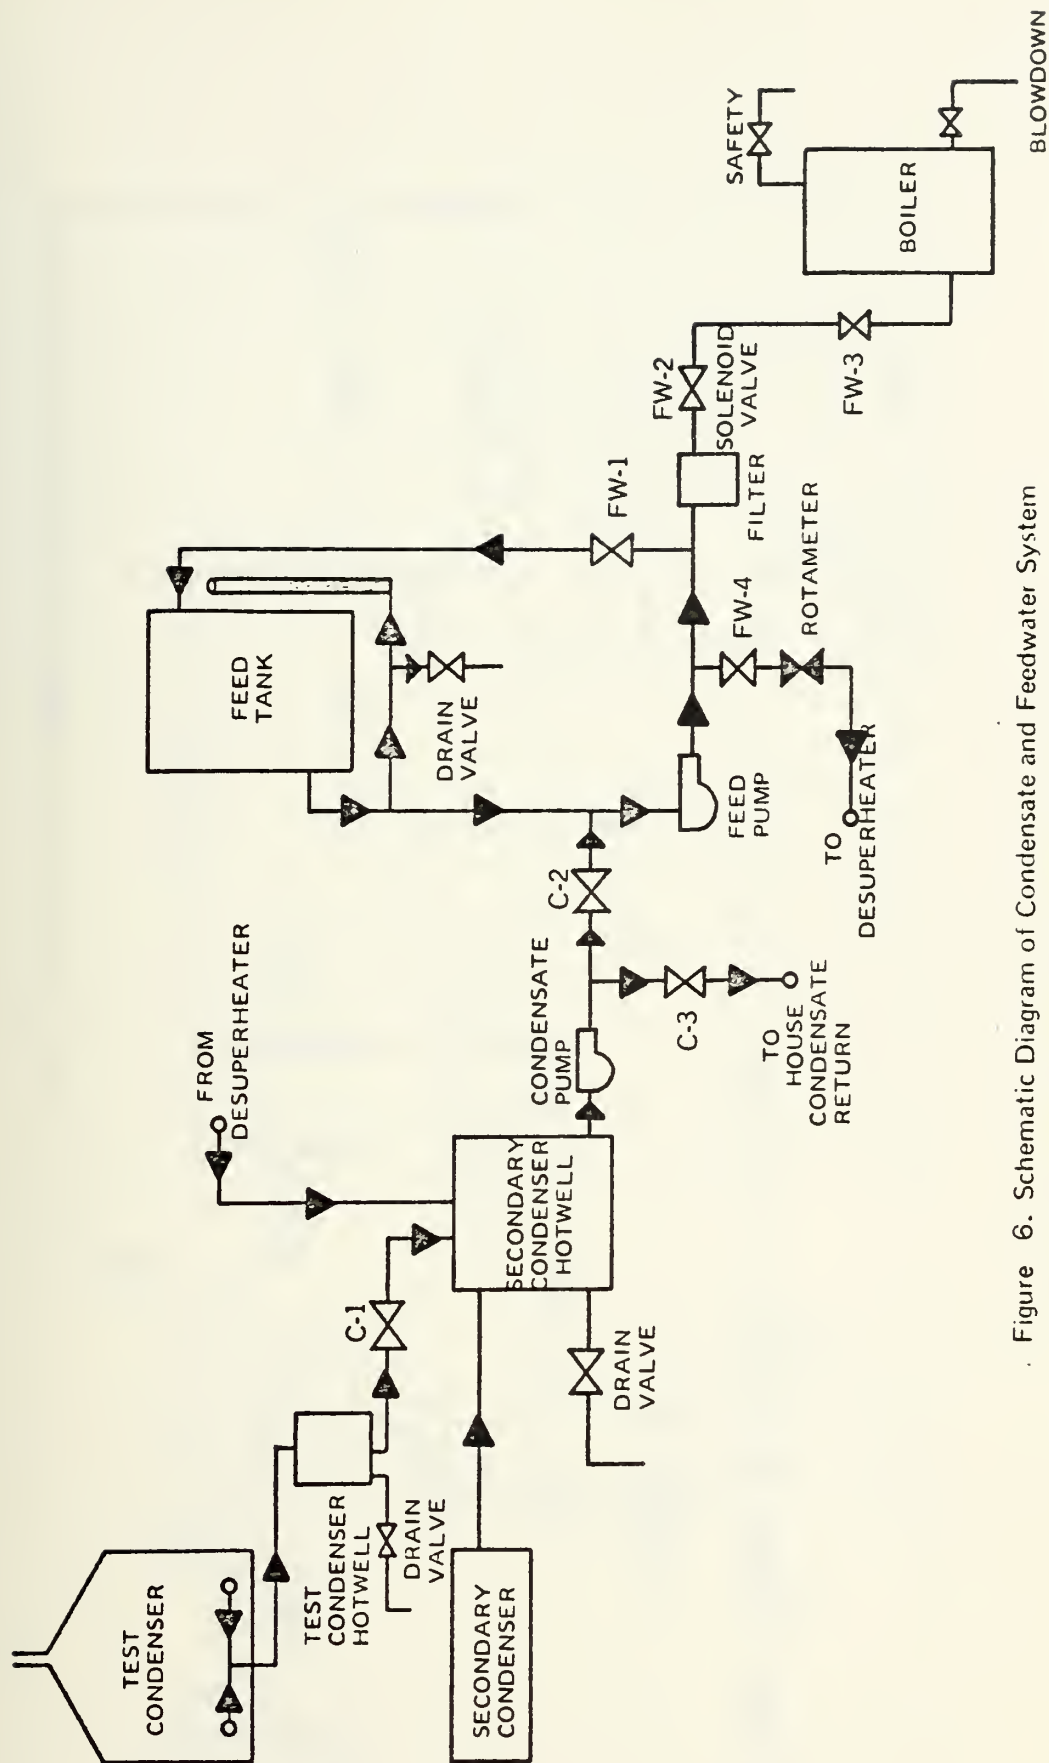 TEST
CONDENSER
TEST
CONDENSER
HOTWELL
DRAIN
VALVE
SECONDARY
CONDENSER
C-1
FROM
DESUPERHEATER
SECONDARY
CONDENSER
HOTWELL
DRAIN
VALVE
CONDENSATE
PUMP
C-2
C-3
TO
HOUSE
CONDENSATE
RETURN
FEED
TANK
DRAIN
VALVE
FEED
PUMP
FW-1
FW-4
ROTAMETER
TO
DESUPERHEATER
FILTER
FW-2
SOLENOID
VALVE
FW-3
SAFETY
BOILER
BLOWDOWN
Figure 6. Schematic Diagram of Condensate and Feedwater System